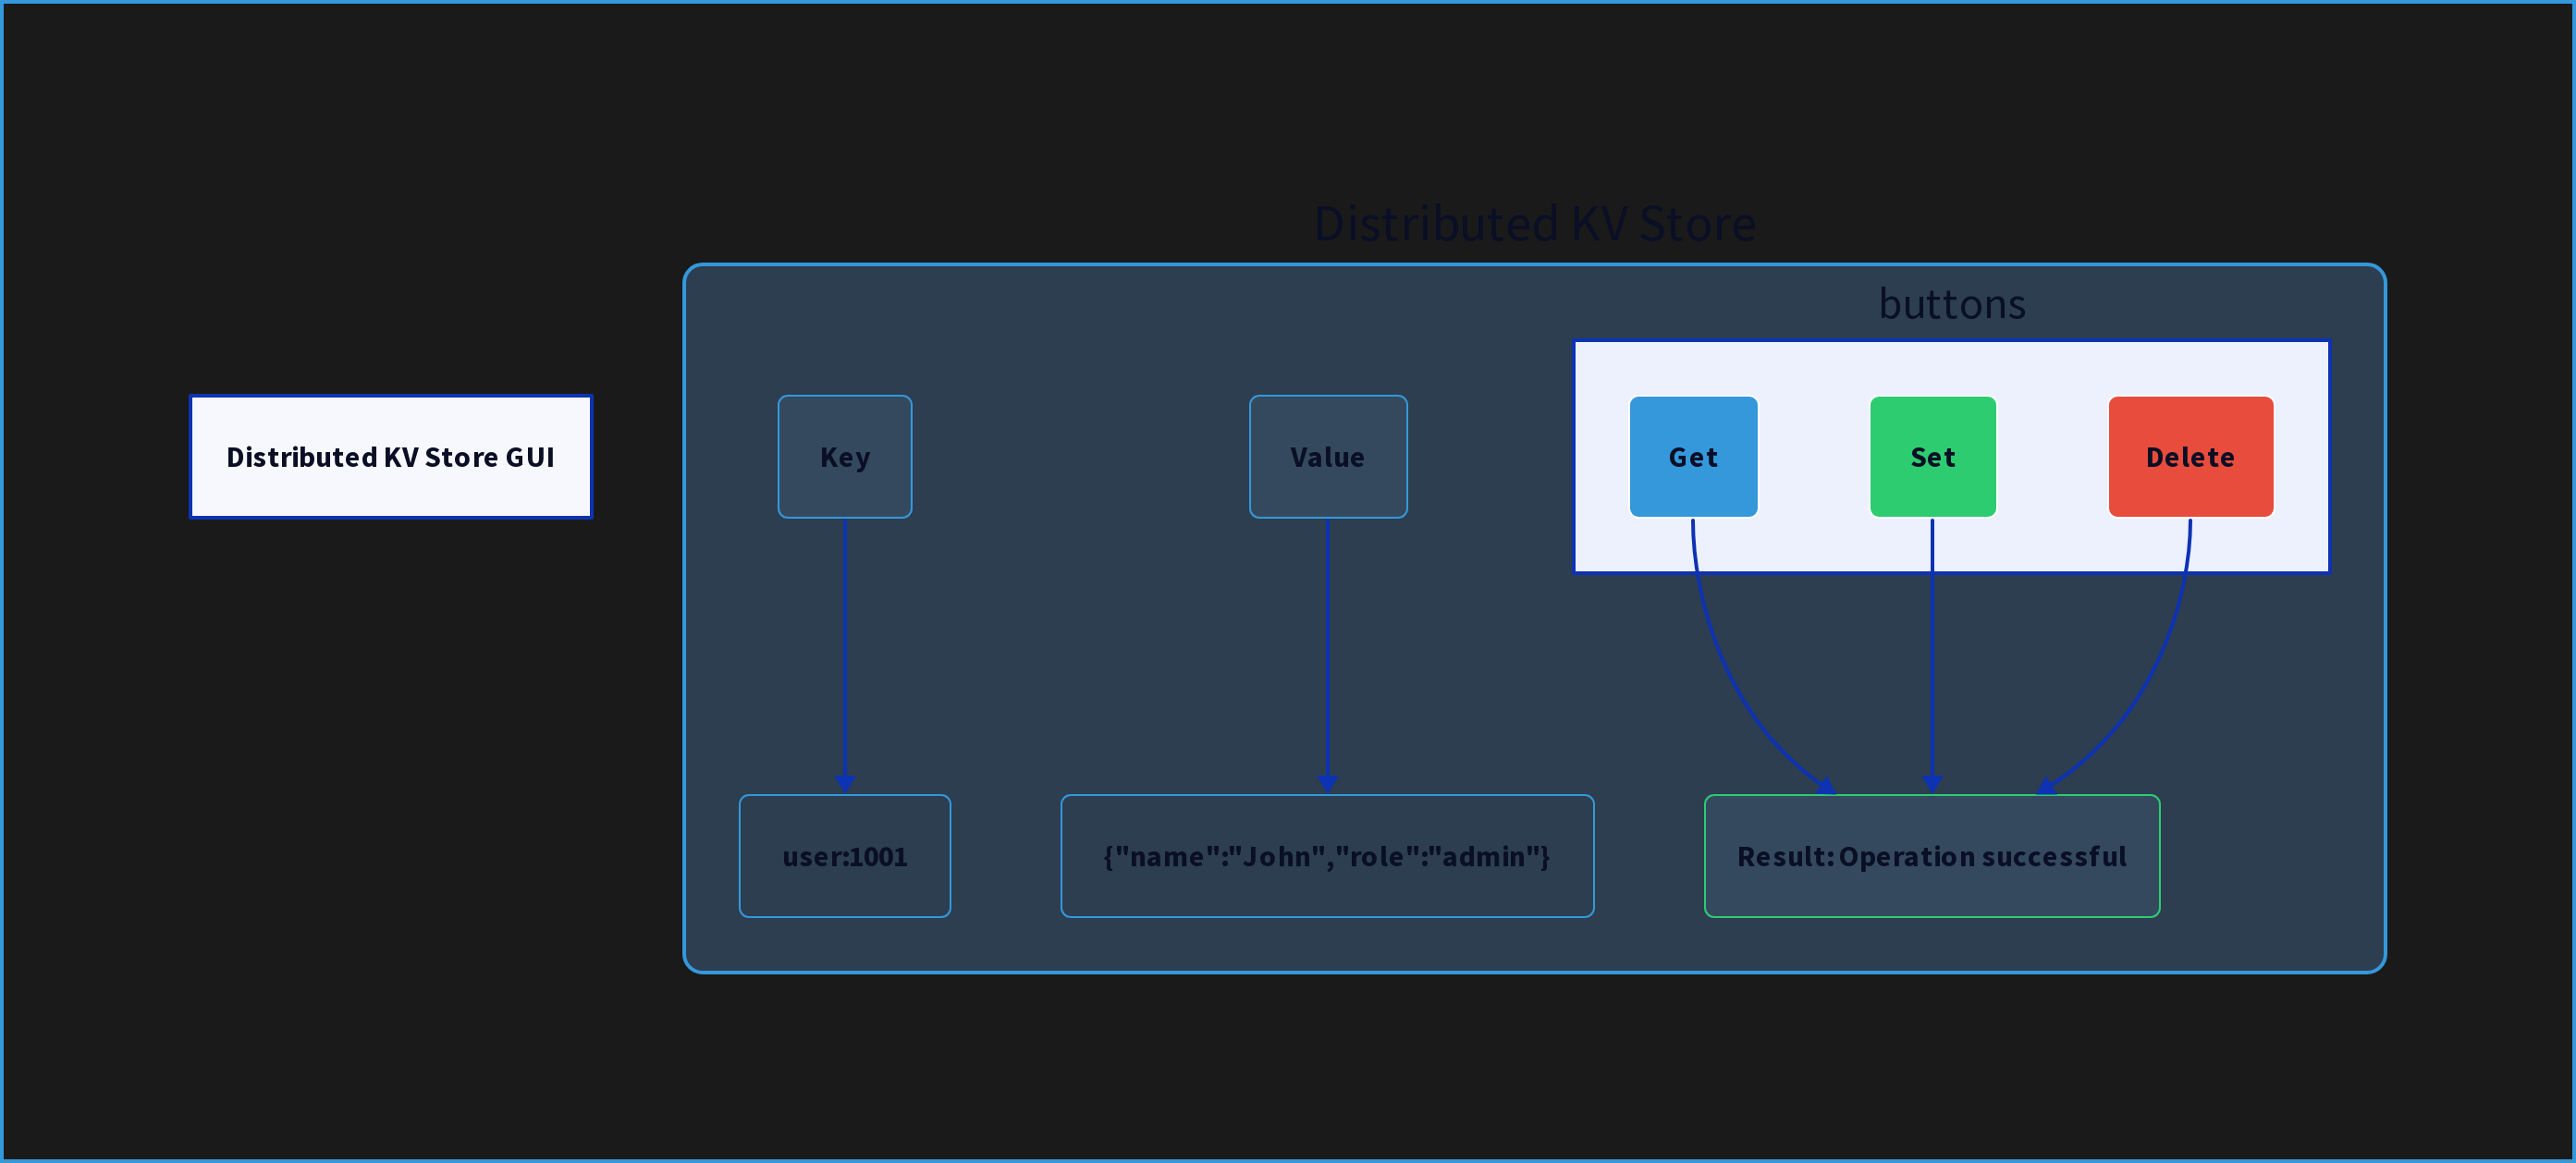 Distributed KV Store
buttons
Distributed KV Store GUI
Key
Value
Get
Set
Delete
user:1001
{"name":"John","role":"admin"}
Result: Operation successful